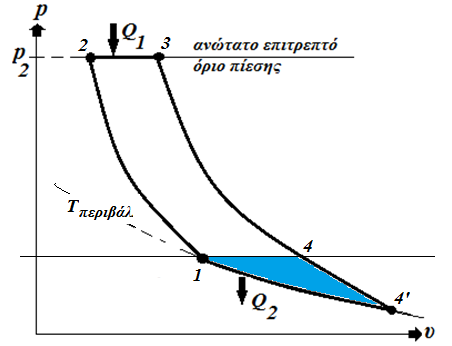 p
Q1
2
3
ανώτατο επιτρεπτό
όριο πίεσης
p2
Tπεριβάλ
1
4
Q2
4'
υ